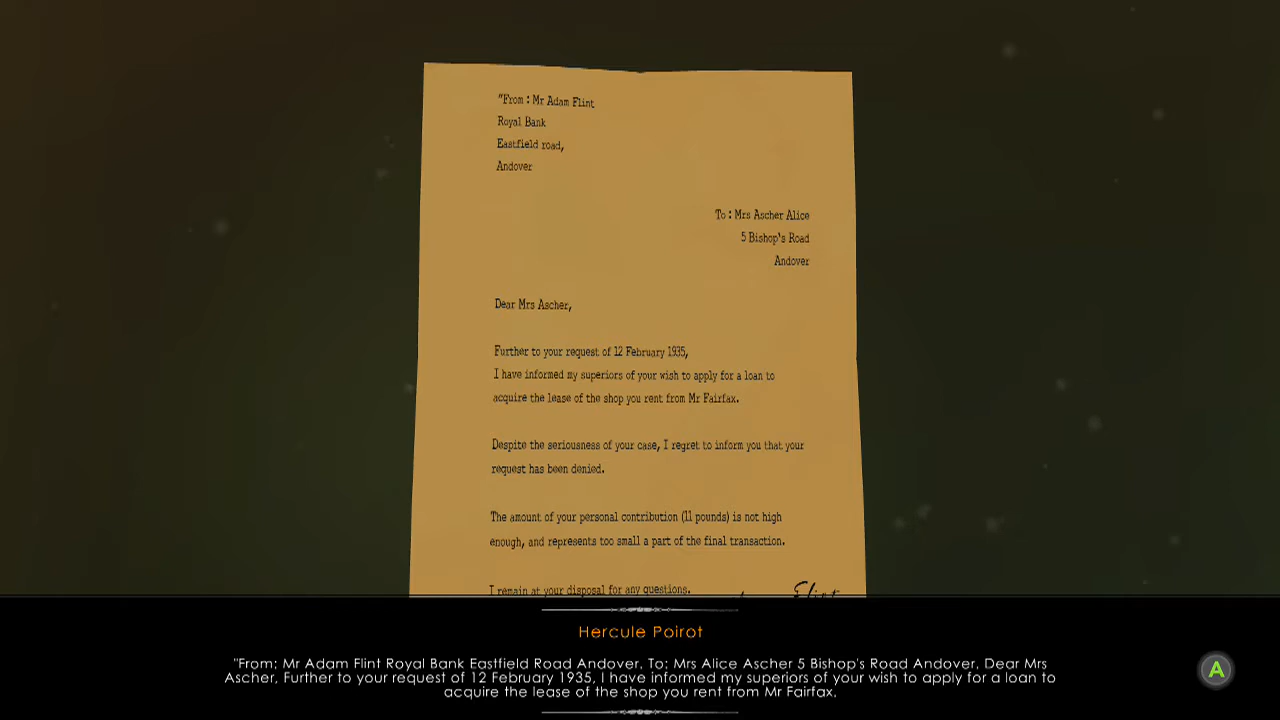 "From : Mr Adam Flint
Royal Bank
Eastfield road,
Andover
To : Mrs Ascher Alice
5 Bishop's Road
Andover
Dear Mrs Ascher,
Further to your request of 12 February 1935,
I have informed my superiors of your wish to apply for a loan to
acquire the lease of the shop you rent from Mr Fairfax.
Despite the seriousness of your case, I regret to inform you that your
request has been denied.
The amount of your personal contribution (11 pounds) is not high
enough, and represents too small a part of the final transaction.
I remain at your disposal for any questions.
Flint
Hercule Poirot
"From: Mr Adam Flint Royal Bank Eastfield Road Andover. To: Mrs Alice Ascher 5 Bishop's Road Andover. Dear Mrs
Ascher, Further to your request of 12 February 1935, I have informed my superiors of your wish to apply for a loan to
acquire the lease of the shop you rent from Mr Fairfax.
A